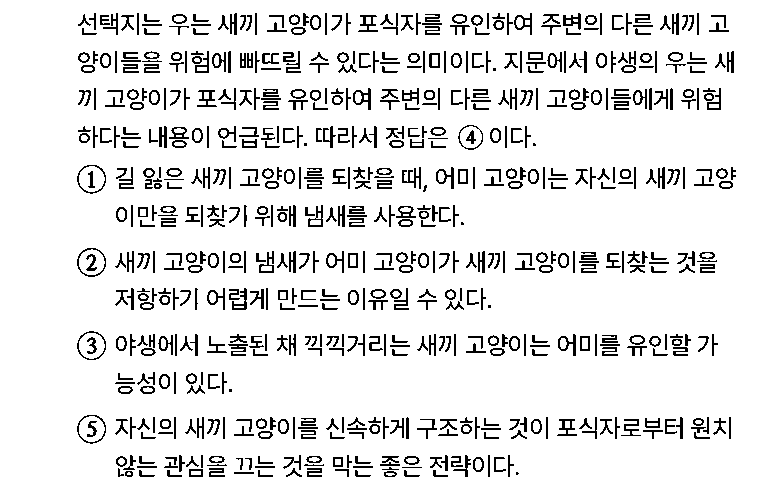 선택지는 우는 새끼 고양이가 포식자를 유인하여 주변의 다른 새끼 고
양이들을 위험에 빠뜨릴 수 있다는 의미이다. 지문에서 야생의 우는 새
끼 고양이가 포식자를 유인하여 주변의 다른 새끼 고양이들에게 위험
하다는 내용이 언급된다. 따라서 정답은 ④이다.
① 길 잃은 새끼 고양이를 되찾을 때, 어미 고양이는 자신의 새끼 고양
이만을 되찾기 위해 냄새를 사용한다.
② 새끼 고양이의 냄새가 어미 고양이가 새끼 고양이를 되찾는 것을
저항하기 어렵게 만드는 이유일 수 있다.
③ 야생에서 노출된 채 끽끽거리는 새끼 고양이는 어미를 유인할 가
능성이 있다.
⑤ 자신의 새끼 고양이를 신속하게 구조하는 것이 포식자로부터 원치
않는 관심을 끄는 것을 막는 좋은 전략이다.